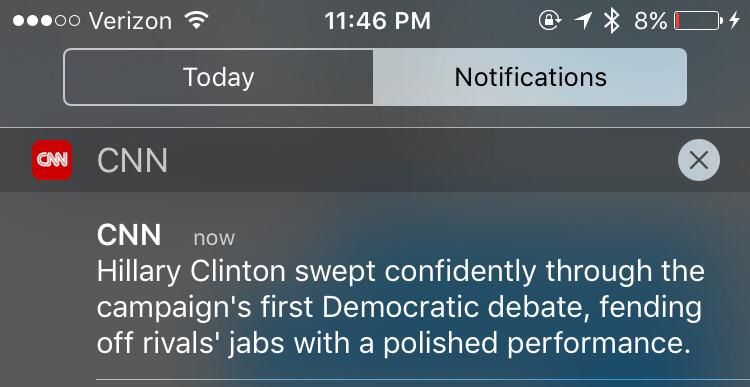 Verizon 11:46 PM 8%
Today Notifications
CNN CNN
CNN now
Hillary Clinton swept confidently through the
campaign's first Democratic debate, fending
off rivals' jabs with a polished performance.